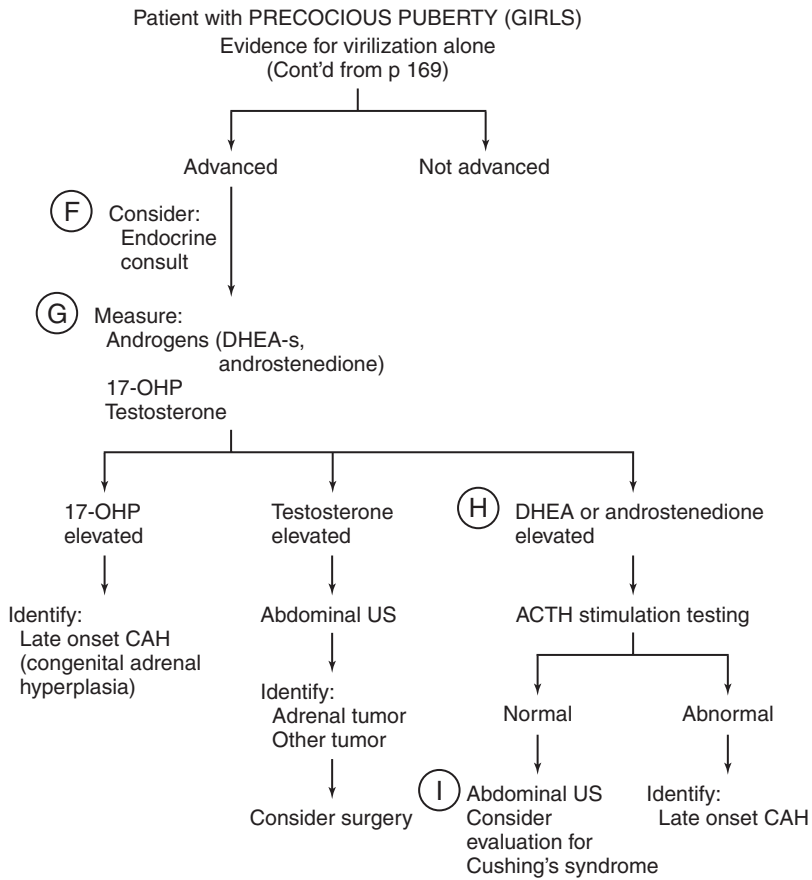 Patient with PRECOCIOUS PUBERTY (GIRLS)
Evidence for virilization alone
(Cont'd from p 169)
Advanced
Not advanced
F
Consider:
Endocrine
consult
G
Measure:
Androgens (DHEA-s,
androstenedione)
17-OHP
Testosterone
17-OHP
elevated
Identify:
Late onset CAH
(congenital adrenal
hyperplasia)
Testosterone
elevated
Abdominal US
Identify:
Adrenal tumor
Other tumor
Consider surgery
H
DHEA or androstenedione
elevated
ACTH stimulation testing
Normal
I
Abdominal US
Consider
evaluation for
Cushing's syndrome
Abnormal
Identify:
Late onset CAH